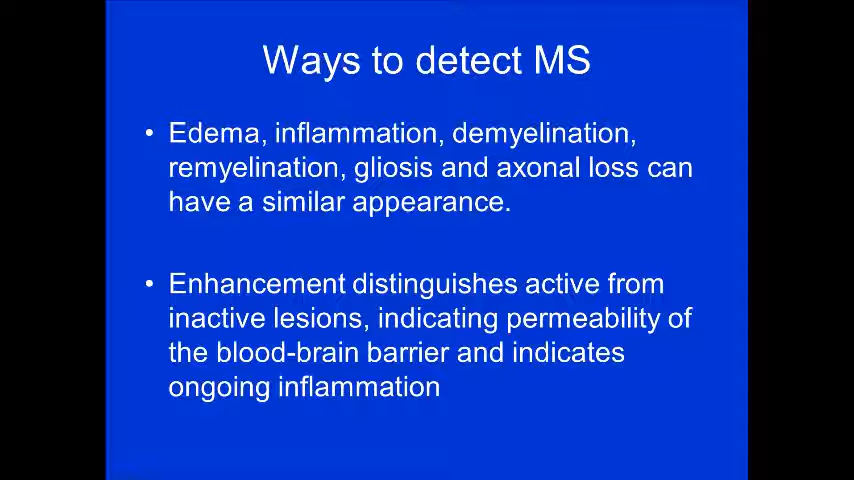 Ways to detect MS
• Edema, inflammation, demyelination,
remyelination, gliosis and axonal loss can
have a similar appearance.
• Enhancement distinguishes active from
inactive lesions, indicating permeability of
the blood-brain barrier and indicates
ongoing inflammation